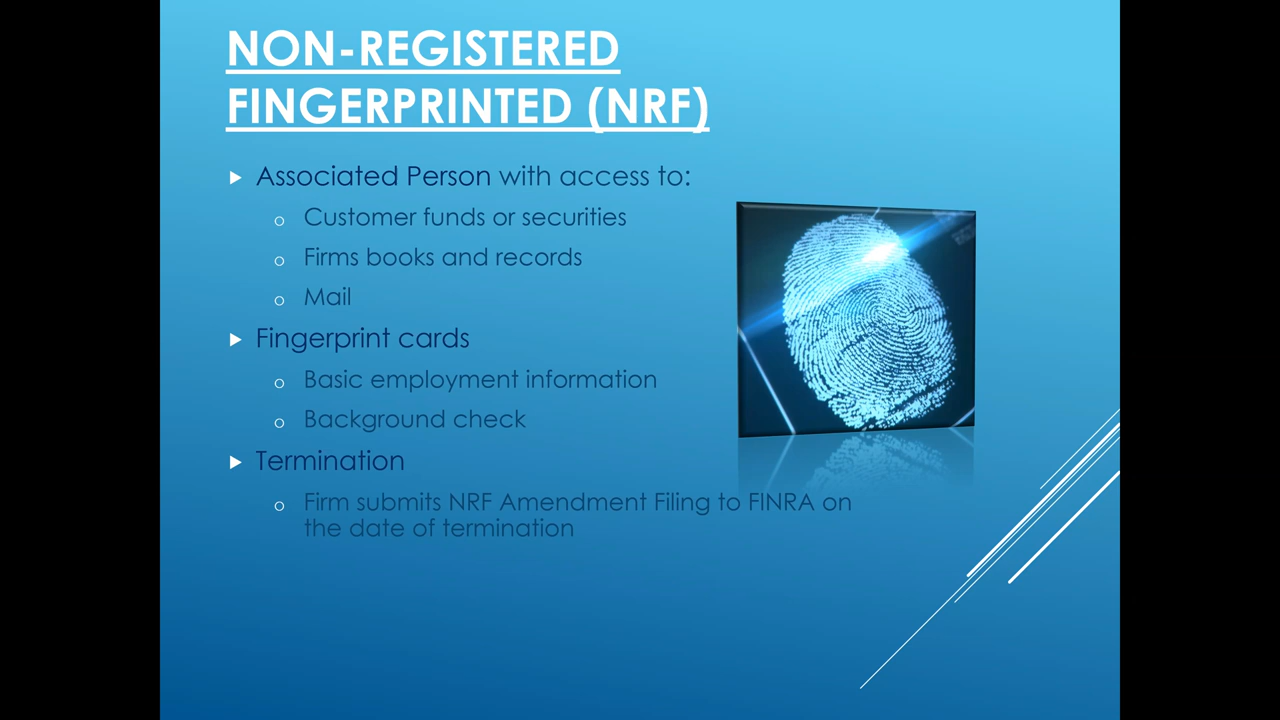 NON-REGISTERED
FINGERPRINTED (NRF)
Associated Person with access to:
Customer funds or securities
Firms books and records
Mail
Fingerprint cards
Basic employment information
Background check
Termination
Firm submits NRF Amendment Filing to FINRA on
the date of termination